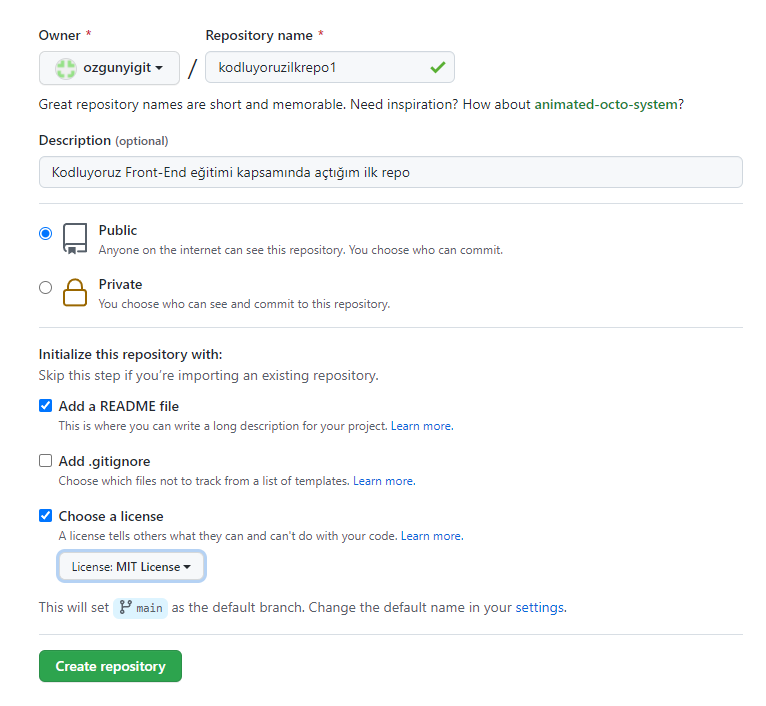 Owner * Repository name *
ozgunyigit / kodluyoruzilkrepo1
Great repository names are short and memorable. Need inspiration? How about animated-octo-system?
Description (optional)
Kodluyoruz Front-End eğitimi kapsamında açtığım ilk repo
Public
Anyone on the internet can see this repository. You choose who can commit.
Private
You choose who can see and commit to this repository.
Initialize this repository with:
Skip this step if you’re importing an existing repository.
Add a README file
This is where you can write a long description for your project. Learn more.
Add .gitignore
Choose which files not to track from a list of templates. Learn more.
Choose a license
A license tells others what they can and can't do with your code. Learn more.
License: MIT License
This will set main as the default branch. Change the default name in your settings.
Create repository